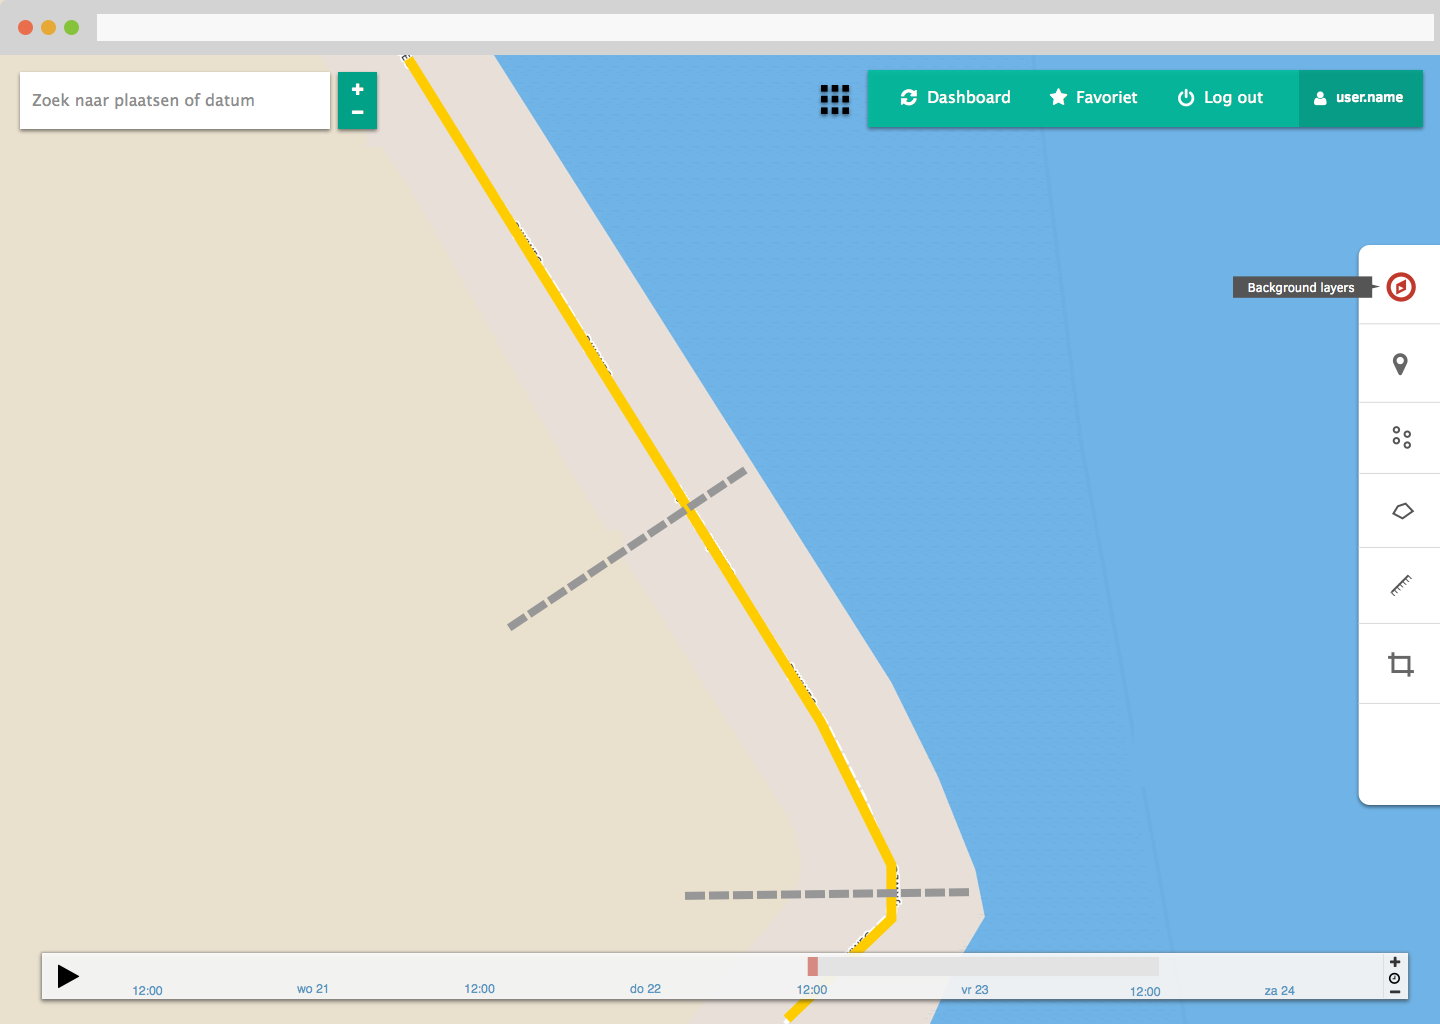 Zoek naar plaatsen of datum
Dashboard
Favoriet
Log out
user.name
Background layers
12:00
wo 21
12:00
do 22
12:00
vr 23
12:00
za 24